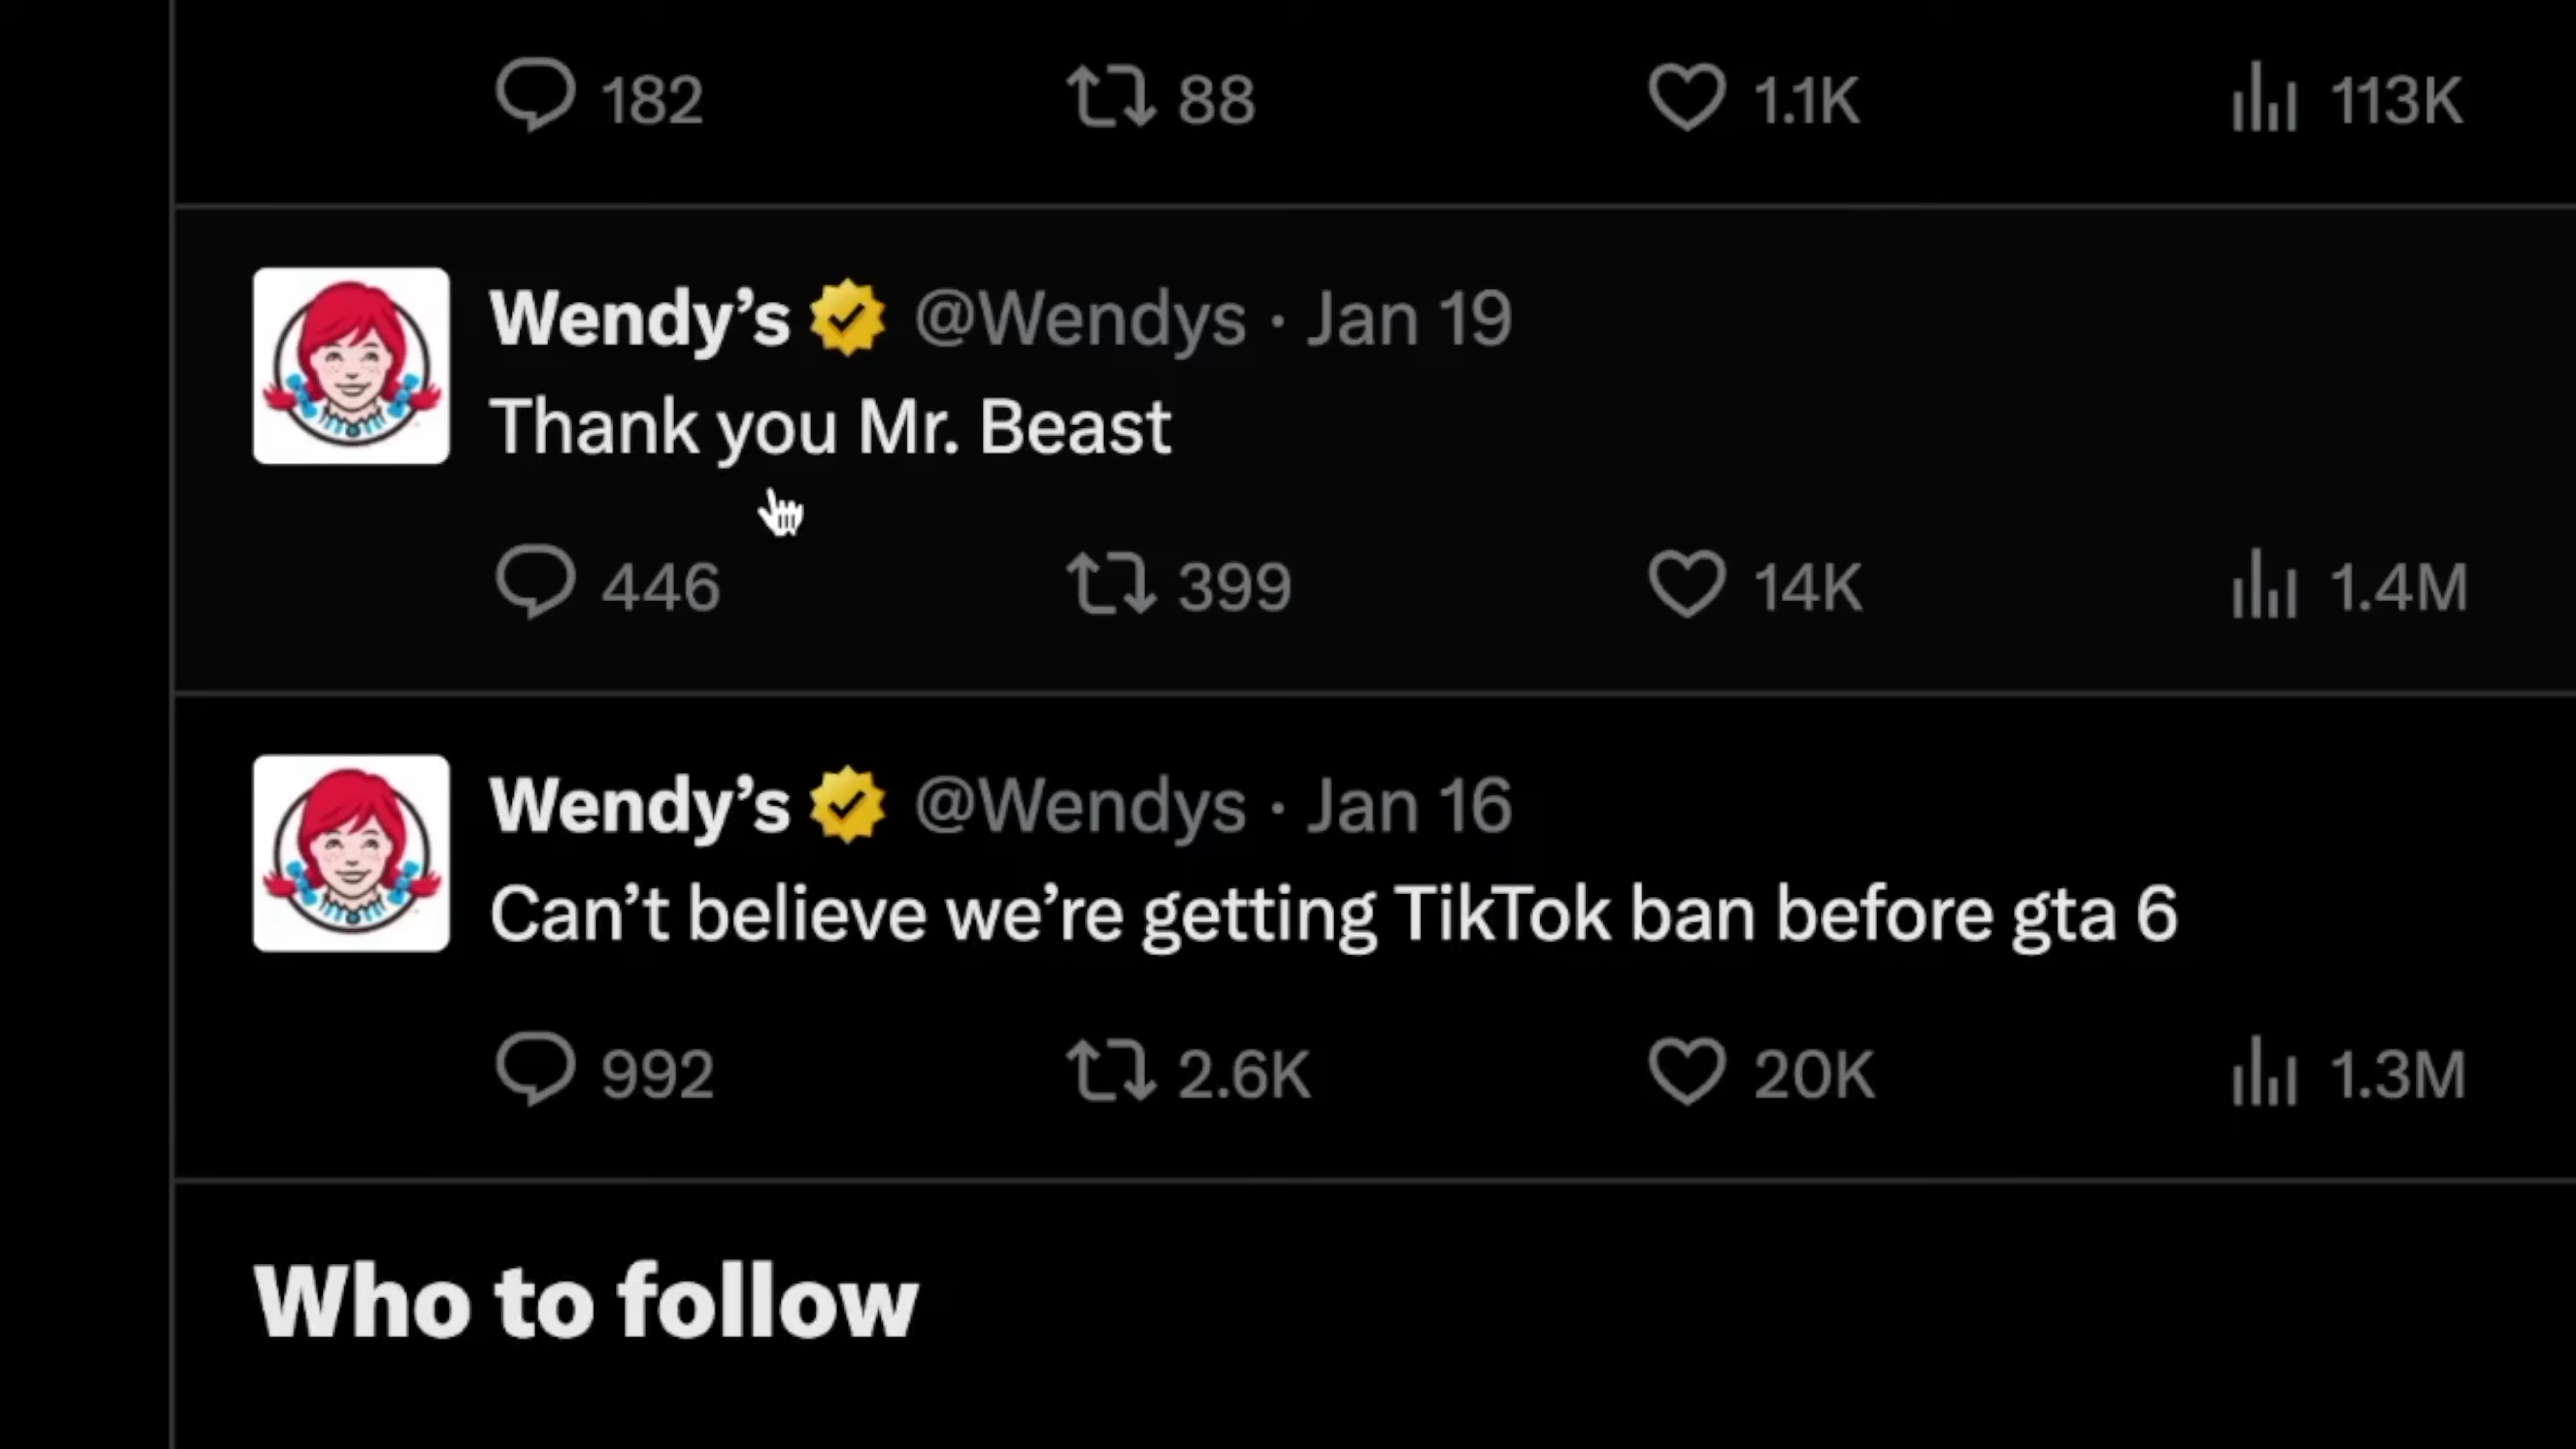 182 88 1.1K 113K
Wendy’s @Wendys · Jan 19
Thank you Mr. Beast
446 399 14K 1.4M
Wendy’s @Wendys · Jan 16
Can’t believe we’re getting TikTok ban before gta 6
992 2.6K 20K 1.3M
Who to follow